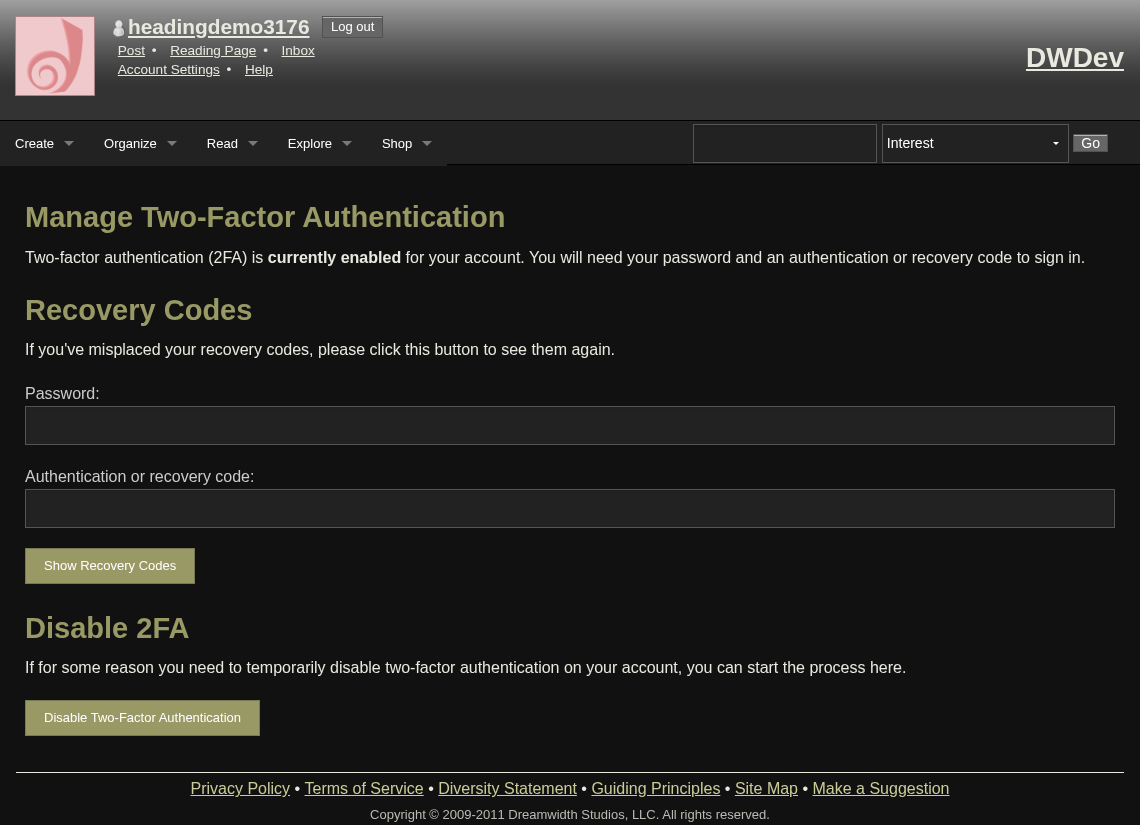 headingdemo3176 Log out
Post • Reading Page • Inbox
Account Settings • Help
DWDev
Create Organize Read Explore Shop Interest Go
Manage Two-Factor Authentication
Two-factor authentication (2FA) is currently enabled for your account. You will need your password and an authentication or recovery code to sign in.
Recovery Codes
If you've misplaced your recovery codes, please click this button to see them again.
Password:
Authentication or recovery code:
Show Recovery Codes
Disable 2FA
If for some reason you need to temporarily disable two-factor authentication on your account, you can start the process here.
Disable Two-Factor Authentication
Privacy Policy • Terms of Service • Diversity Statement • Guiding Principles • Site Map • Make a Suggestion
Copyright © 2009-2011 Dreamwidth Studios, LLC. All rights reserved.